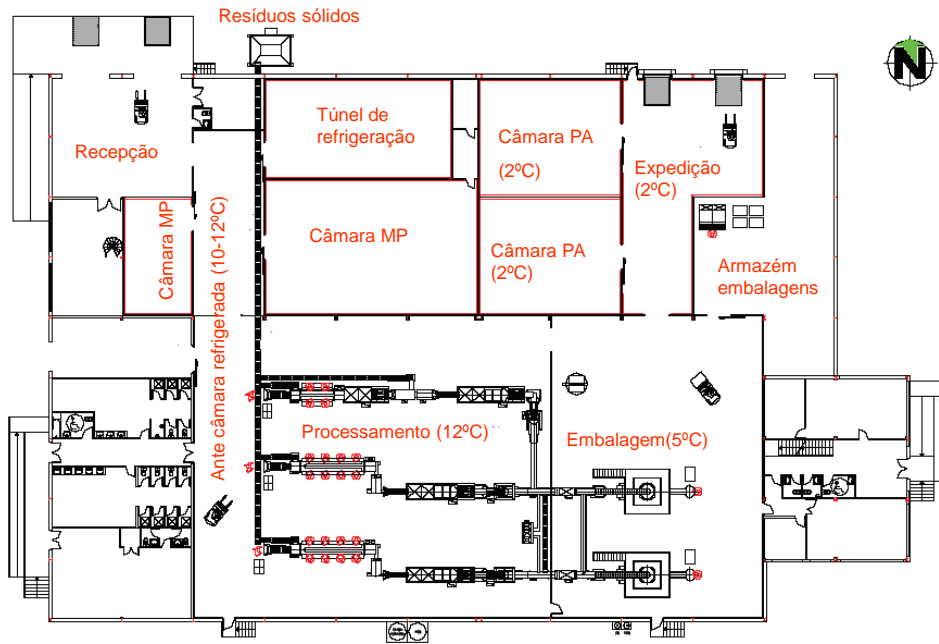 Resíduos sólidos
N
Túnel de
refrigeração
Câmara PA
(2ºC)
Recepção
Expedição
(2ºC)
Câmara MP
Câmara MP
Câmara PA
(2ºC)
Armazém
embalagens
Ante câmara refrigerada (10-12ºC)
Processamento (12ºC)
Embalagem(5ºC)